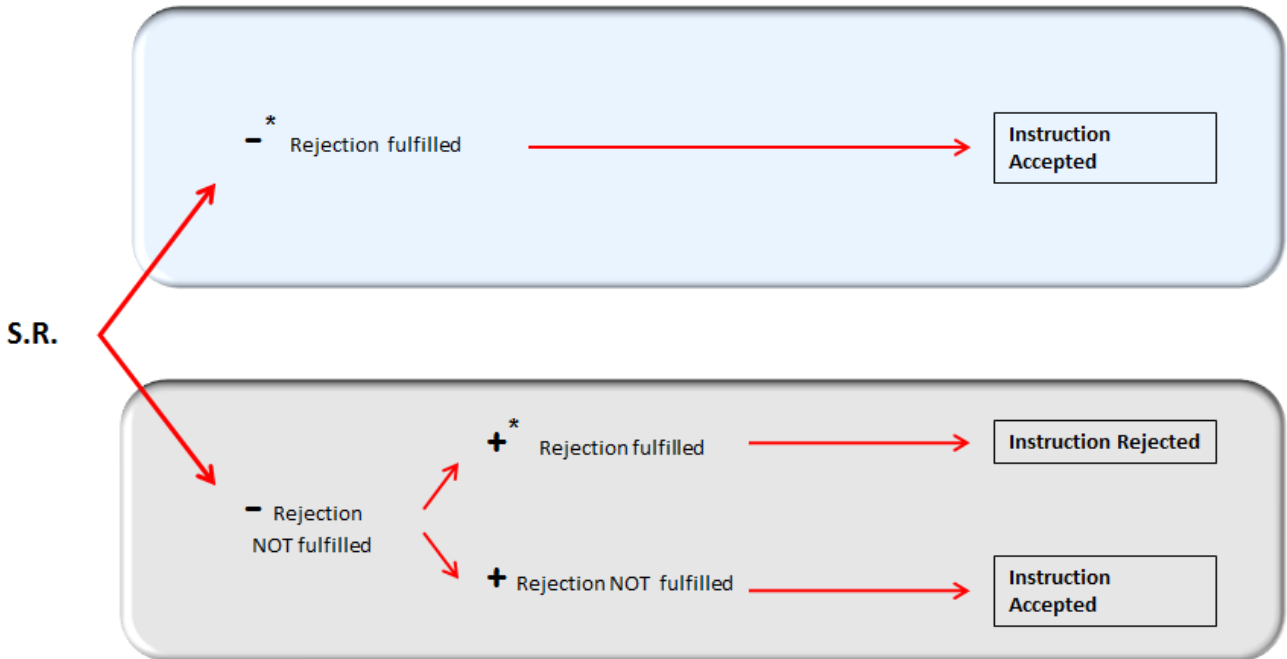 -* Rejection fulfilled
Instruction
Accepted
S.R.
+* Rejection fulfilled
Instruction Rejected
- Rejection
NOT fulfilled
+ Rejection NOT fulfilled
Instruction
Accepted